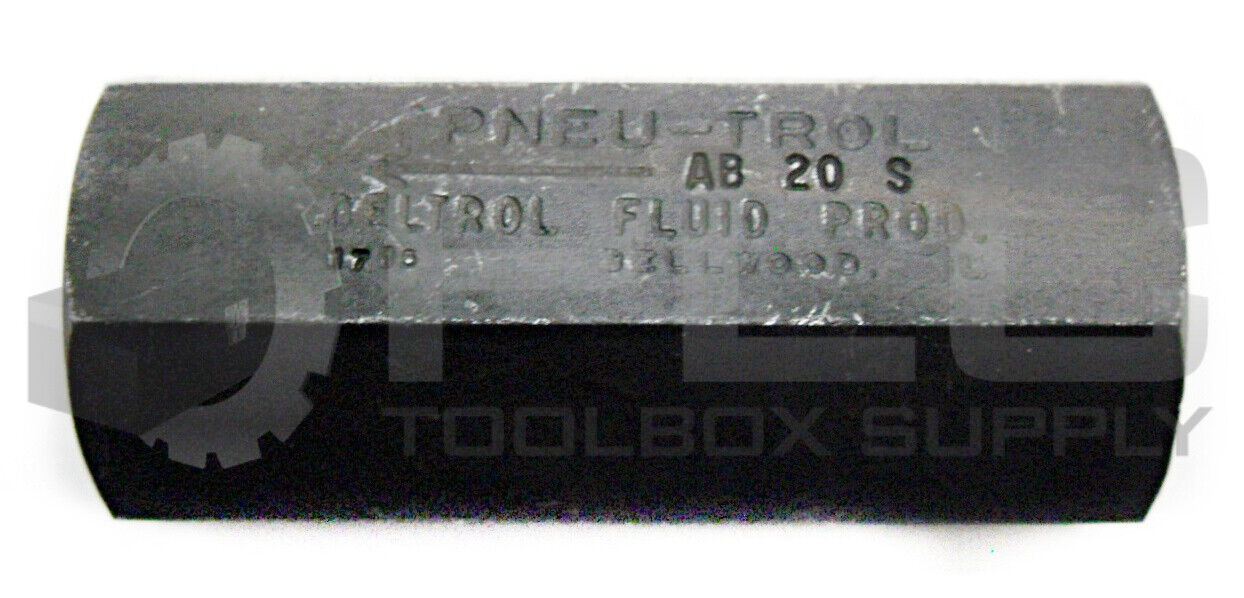 PNEU-TROL
AB 20 S
DELTROL FLUID PROD.
BELLWOOD,
TOOLBOX SUPPLY